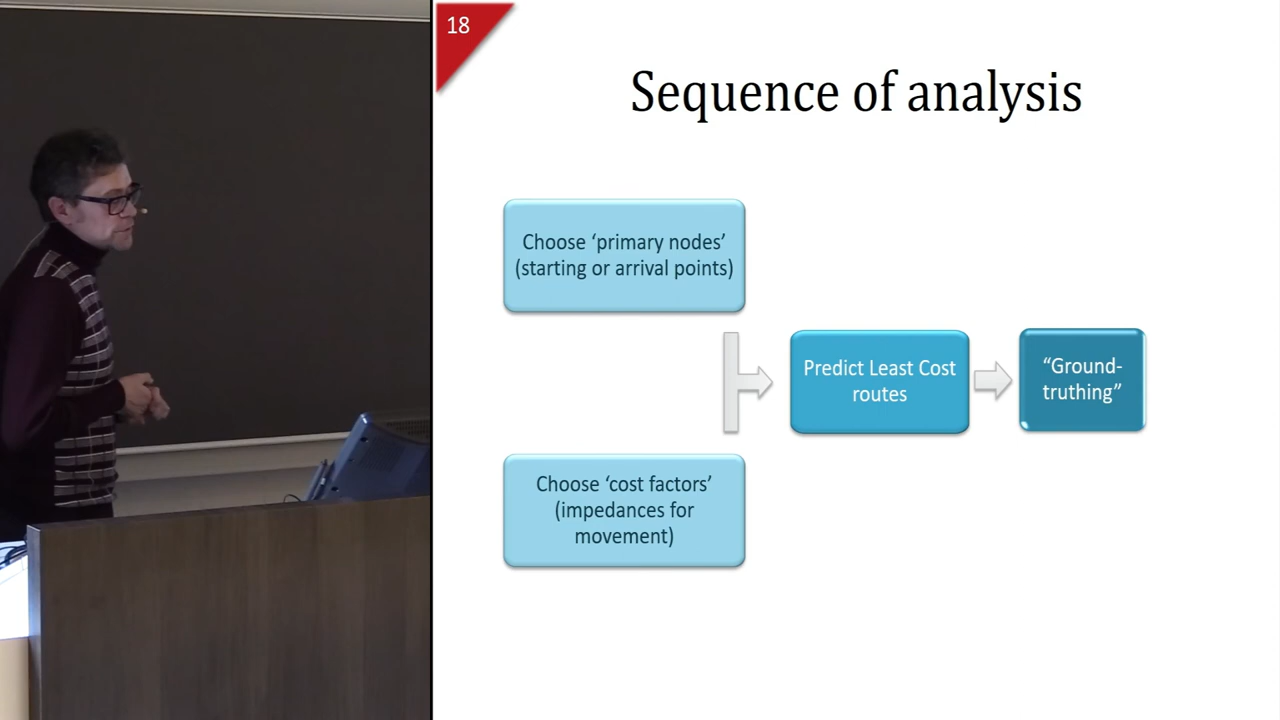 18
Sequence of analysis
Choose ‘primary nodes’
(starting or arrival points)
Choose ‘cost factors’
(impedances for
movement)
Predict Least Cost
routes
“Ground-
truthing”